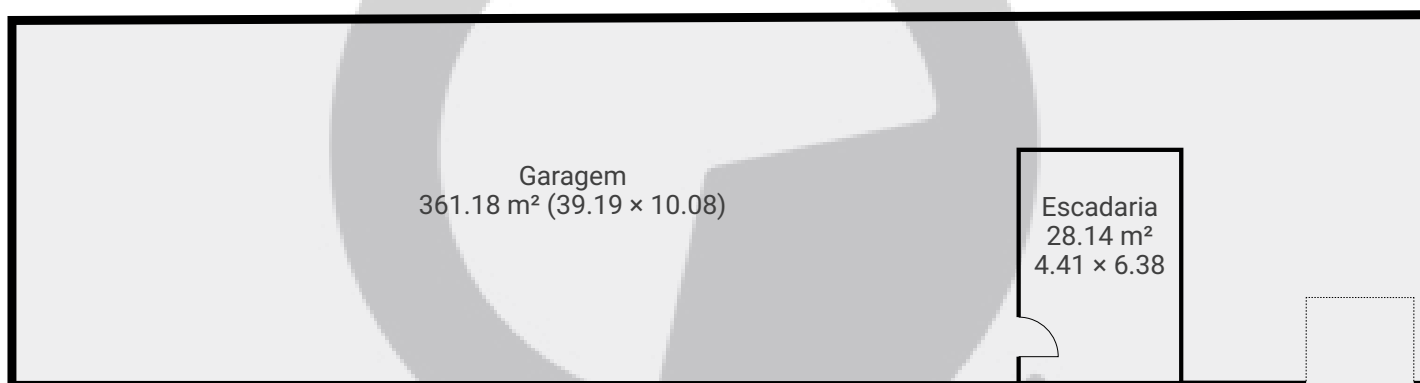 Garagem
361.18 m² (39.19 × 10.08)
Escadaria
28.14 m²
4.41 × 6.38